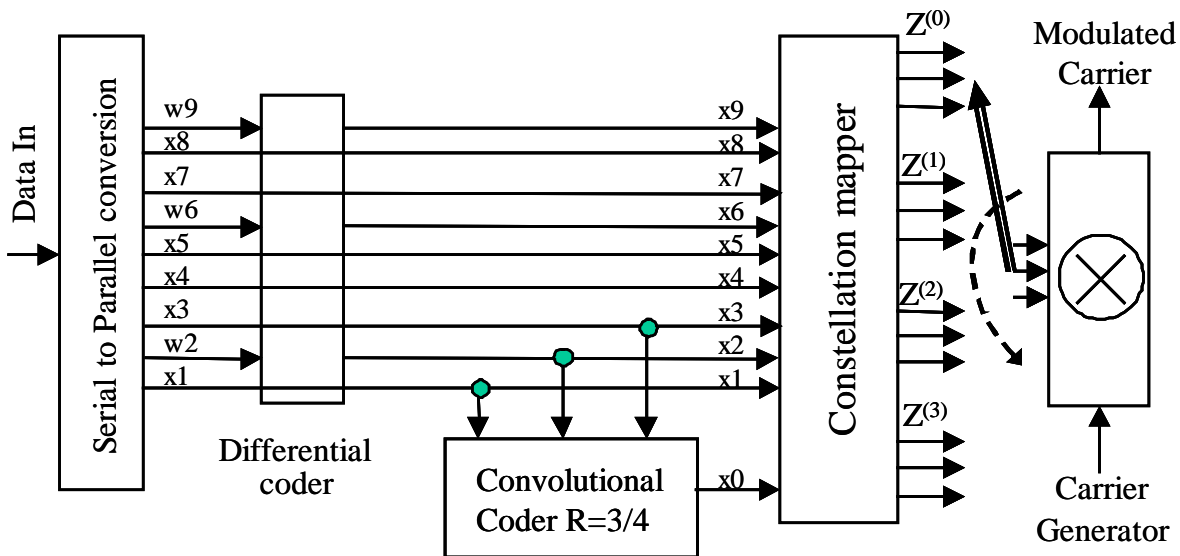 Data In
Serial to Parallel conversion
w9
x8
x7
w6
x5
x4
x3
w2
x1
Differential
coder
Convolutional
Coder R=3/4
x9
x8
x7
x6
x5
x4
x3
x2
x1
x0
Constellation mapper
Z(0)
Z(1)
Z(2)
Z(3)
Modulated
Carrier
Carrier
Generator